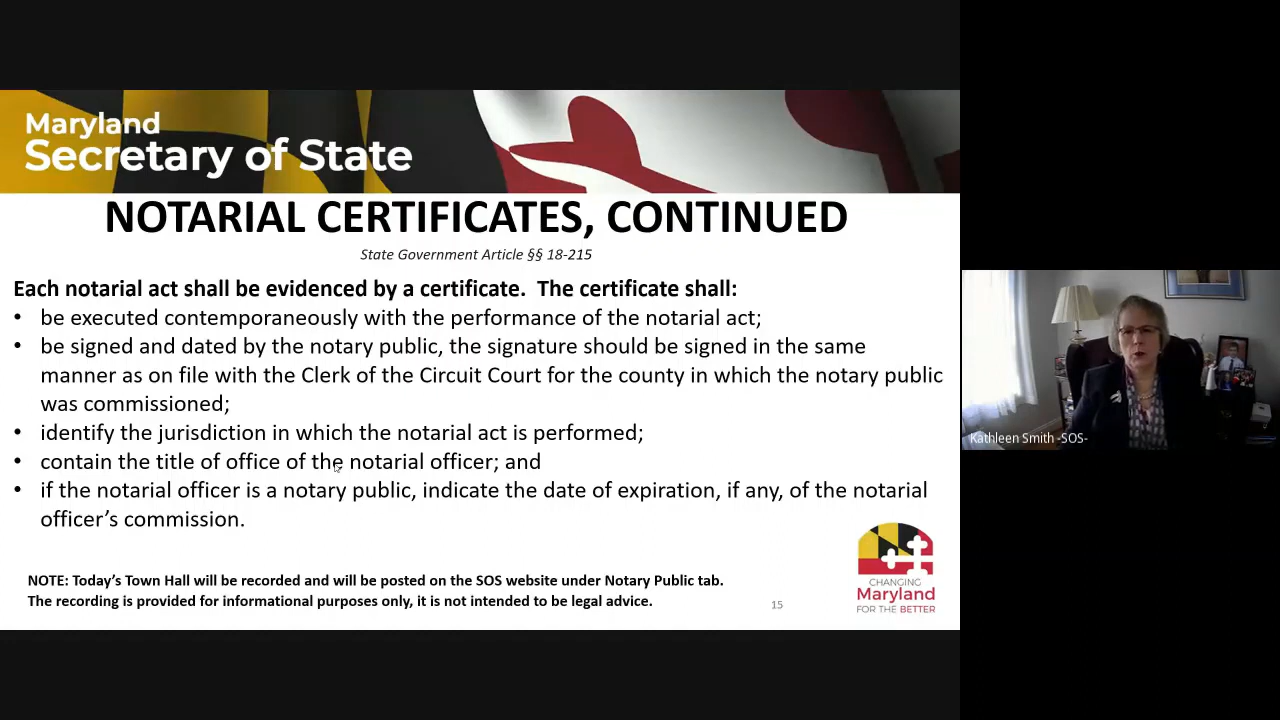 Maryland
Secretary of State
NOTARIAL CERTIFICATES, CONTINUED
State Government Article §§ 18-215
Each notarial act shall be evidenced by a certificate.  The certificate shall:
• be executed contemporaneously with the performance of the notarial act;
• be signed and dated by the notary public, the signature should be signed in the same
manner as on file with the Clerk of the Circuit Court for the county in which the notary public
was commissioned;
• identify the jurisdiction in which the notarial act is performed;
• contain the title of office of the notarial officer; and
• if the notarial officer is a notary public, indicate the date of expiration, if any, of the notarial
officer’s commission.
NOTE: Today’s Town Hall will be recorded and will be posted on the SOS website under Notary Public tab.
The recording is provided for informational purposes only, it is not intended to be legal advice.
15
CHANGING
Maryland
FOR THE BETTER
Kathleen Smith -SOS-